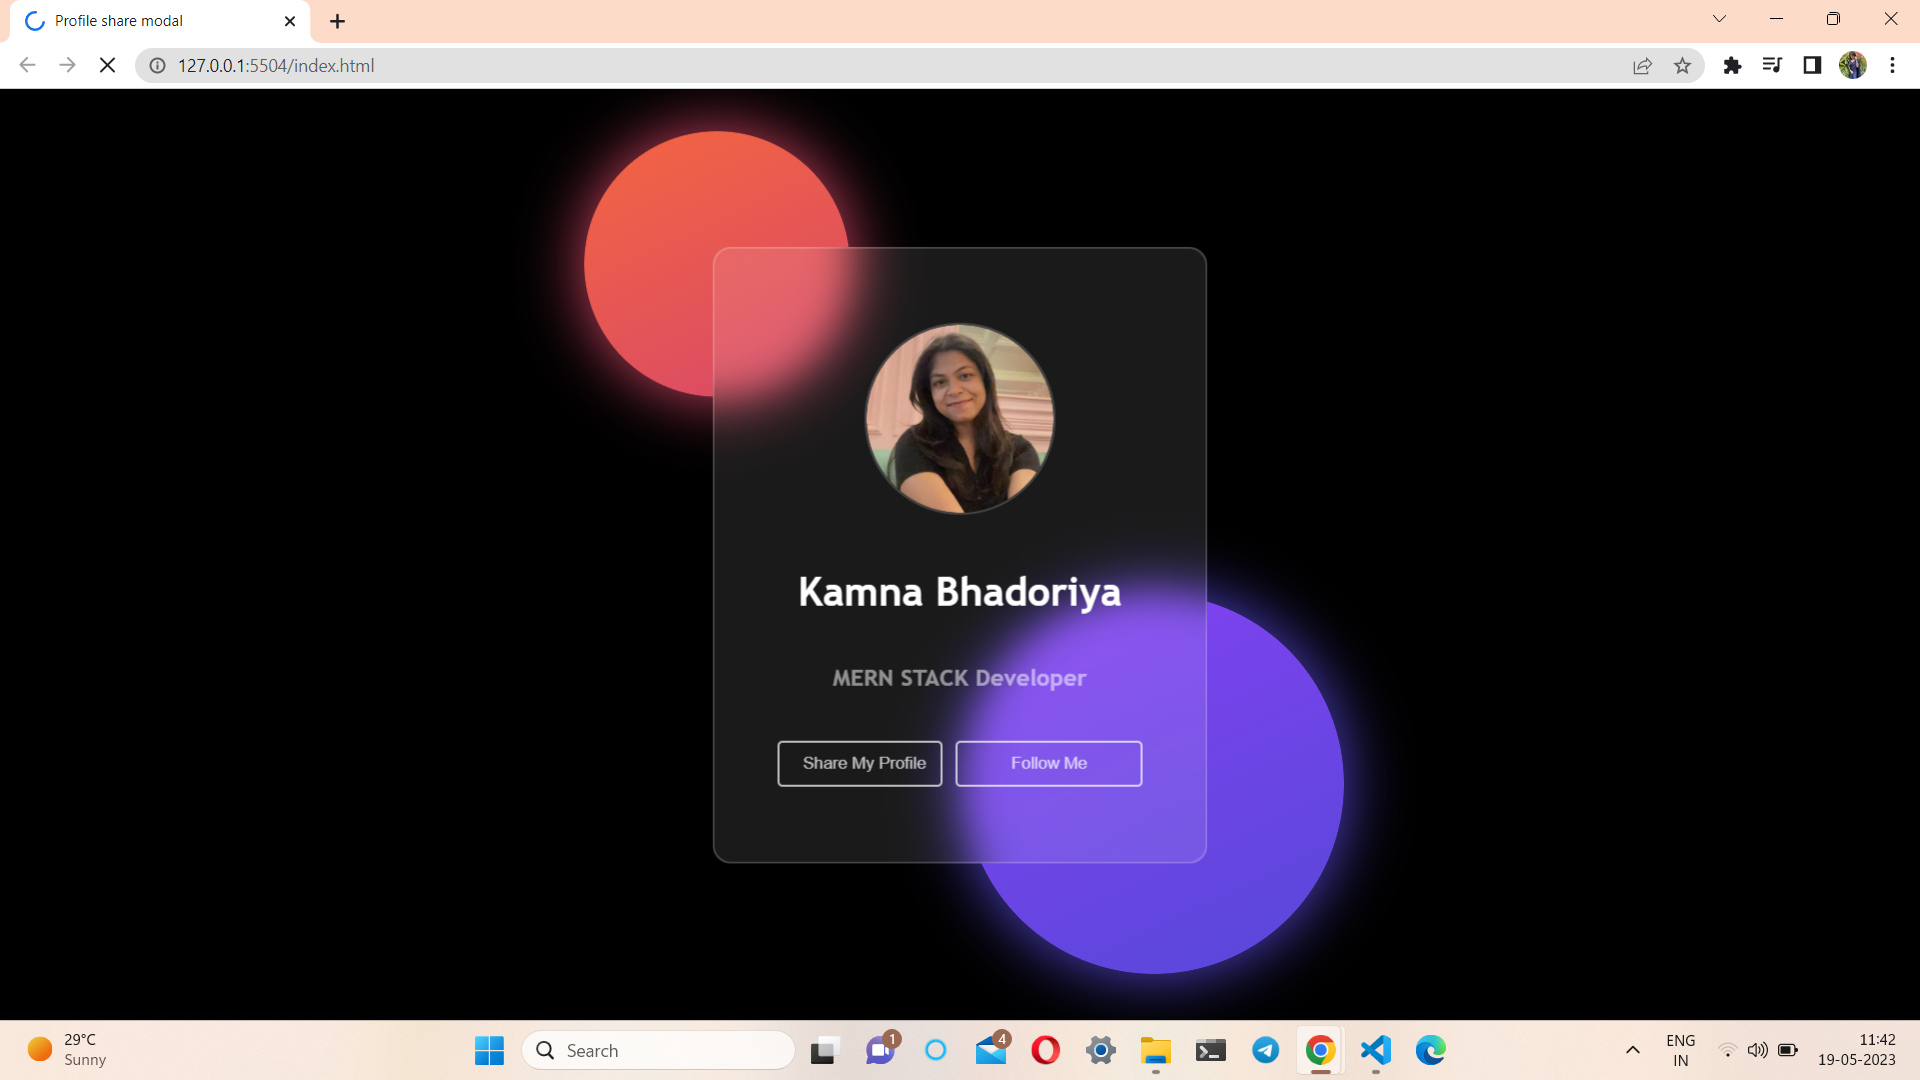 Profile share modal
127.0.0.1:5504/index.html
Kamna Bhadoriya
MERN STACK Developer
Share My Profile
Follow Me
29°C
Sunny
Search
1
4
ENG
IN
11:42
19-05-2023